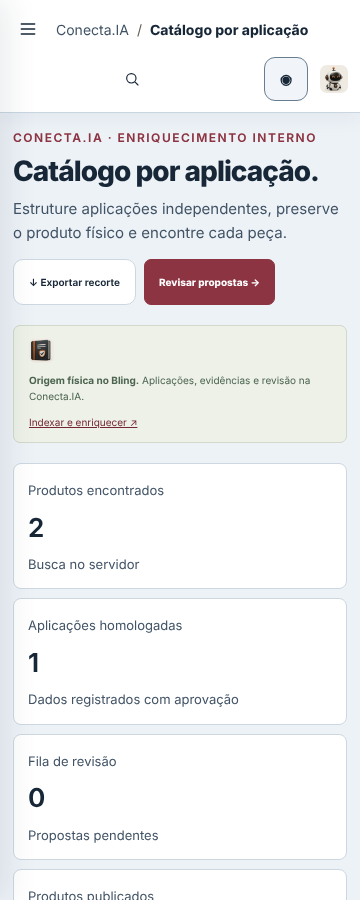 Conecta.IA / Catálogo por aplicação
CONECTA.IA · ENRIQUECIMENTO INTERNO
Catálogo por aplicação.
Estruture aplicações independentes, preserve
o produto físico e encontre cada peça.
↓ Exportar recorte
Revisar propostas →
Origem física no Bling. Aplicações, evidências e revisão na
Conecta.IA.
Indexar e enriquecer ↗
Produtos encontrados
2
Busca no servidor
Aplicações homologadas
1
Dados registrados com aprovação
Fila de revisão
0
Propostas pendentes
Produtos publicados